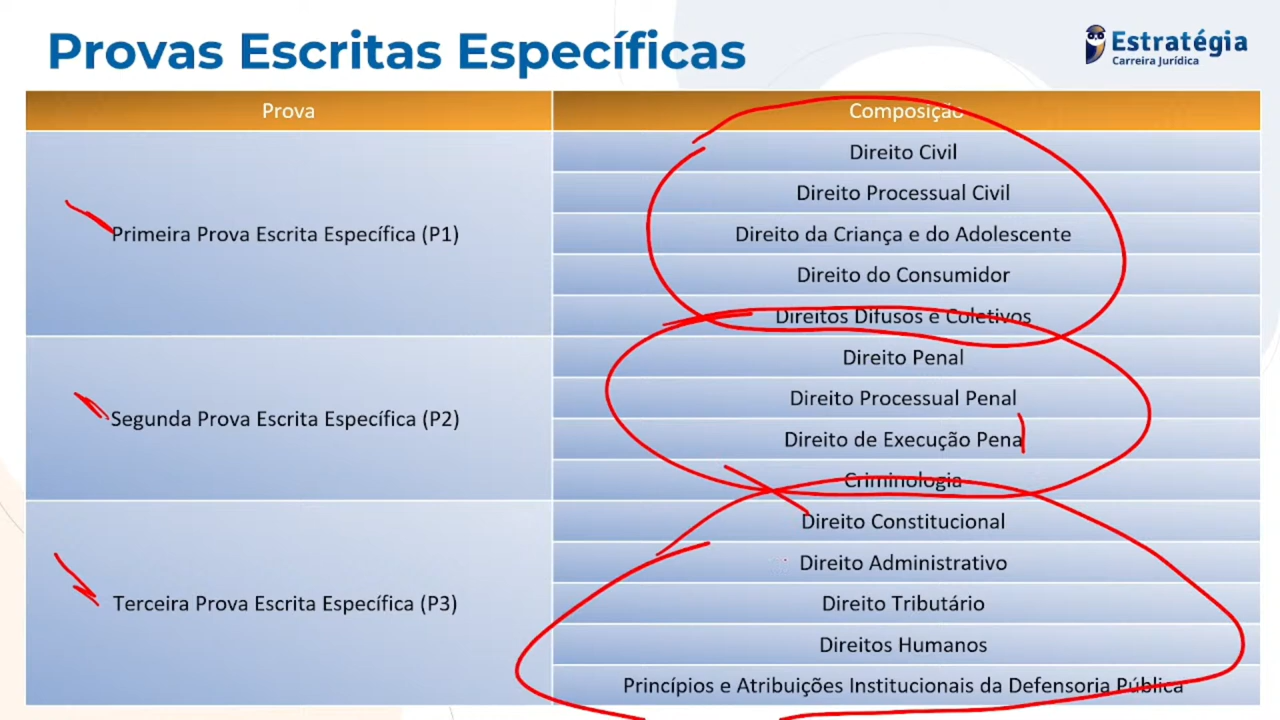 Provas Escritas Específicas
Estratégia
Carreira Jurídica
Prova
Composição
Primeira Prova Escrita Específica (P1)
Direito Civil
Direito Processual Civil
Direito da Criança e do Adolescente
Direito do Consumidor
Direitos Difusos e Coletivos
Segunda Prova Escrita Específica (P2)
Direito Penal
Direito Processual Penal
Direito de Execução Penal
Criminologia
Terceira Prova Escrita Específica (P3)
Direito Constitucional
Direito Administrativo
Direito Tributário
Direitos Humanos
Princípios e Atribuições Institucionais da Defensoria Pública